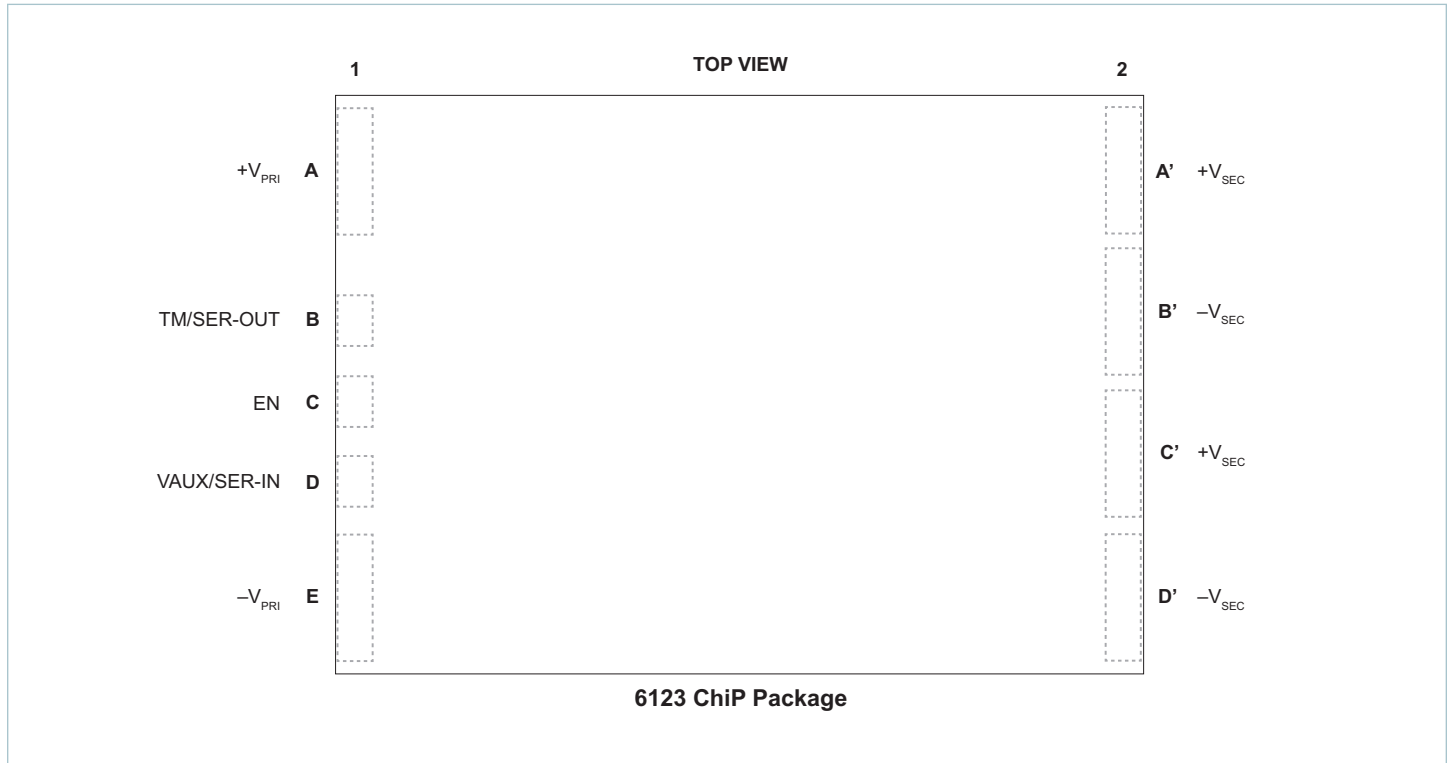 1 TOP VIEW 2
+VPRI A A’ +VSEC
TM/SER-OUT B B’ –VSEC
EN C
C’ +VSEC
VAUX/SER-IN D
–VPRI E D’ –VSEC
6123 ChiP Package